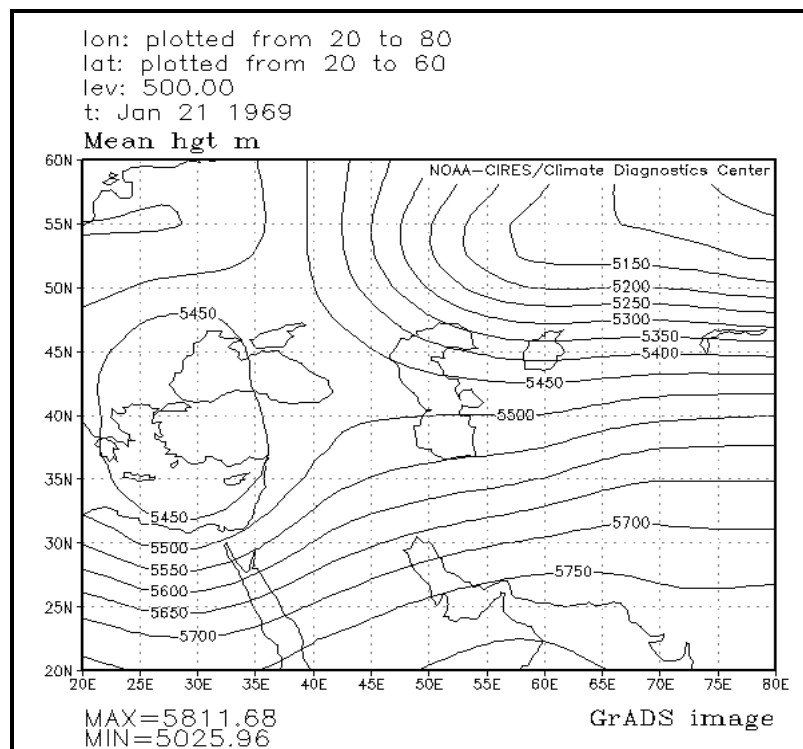 lon: plotted from 20 to 80
lat: plotted from 20 to 60
lev: 500.00
t: Jan 21 1969
Mean hgt m
60N
NOAA-CIRES/Climate Diagnostics Center
55N
5150
50N
5200
5250
5450
5300
5350
45N
5400
5450
40N
5500
35N
5450
5500
5700
30N
5550
5750
5600
25N
5650
5700
20N
20E 25E 30E 35E 40E 45E 50E 55E 60E 65E 70E 75E 80E
MAX=5811.68
GrADS image
MIN=5025.96